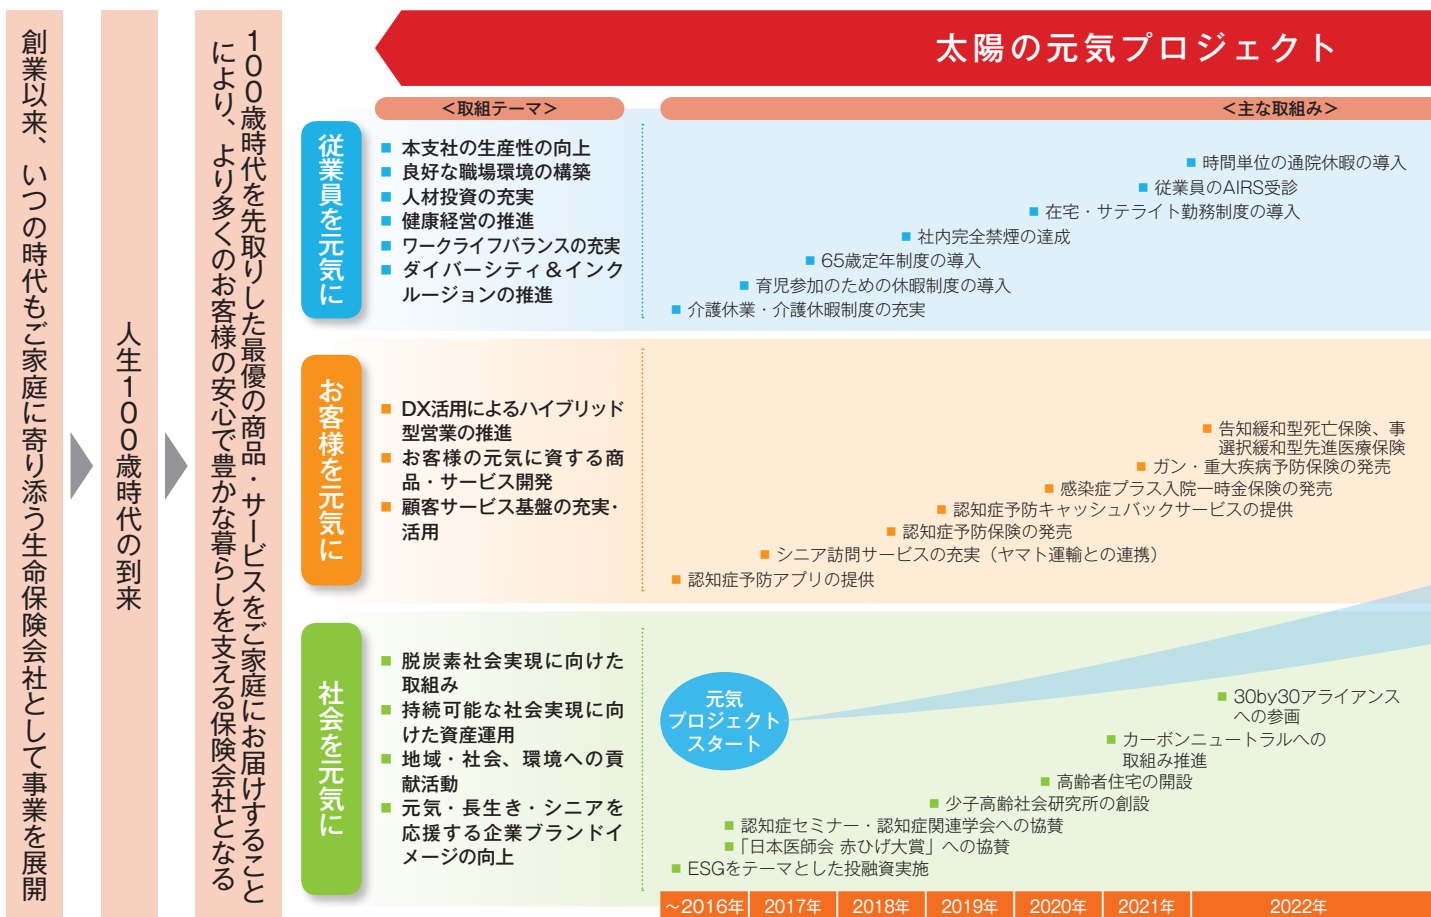 創業以来、いつの時代もご家庭に寄り添う生命保険会社として事業を展開
人生100歳時代の到来
100歳時代を先取りした最優の商品・サービスをご家庭にお届けすること
により、より多くのお客様の安心で豊かな暮らしを支える保険会社となる
太陽の元気プロジェクト
＜取組テーマ＞
＜主な取組み＞
従業員を元気に
■ 本支社の生産性の向上
■ 良好な職場環境の構築
■ 人材投資の充実
■ 健康経営の推進
■ ワークライフバランスの充実
■ ダイバーシティ＆インク
ルージョンの推進
■ 時間単位の通院休暇の導入
■ 従業員のAIRS受診
■ 在宅・サテライト勤務制度の導入
■ 社内完全禁煙の達成
■ 65歳定年制度の導入
■ 育児参加のための休暇制度の導入
■ 介護休業・介護休暇制度の充実
お客様を元気に
■ DX活用によるハイブリッド
型営業の推進
■ お客様の元気に資する商
品・サービス開発
■ 顧客サービス基盤の充実・
活用
■ 告知緩和型死亡保険、事
選択緩和型先進医療保険
■ ガン・重大疾病予防保険の発売
■ 感染症プラス入院一時金保険の発売
■ 認知症予防キャッシュバックサービスの提供
■ 認知症予防保険の発売
■ シニア訪問サービスの充実（ヤマト運輸との連携）
■ 認知症予防アプリの提供
社会を元気に
■ 脱炭素社会実現に向けた
取組み
■ 持続可能な社会実現に向
けた資産運用
■ 地域・社会、環境への貢
献活動
■ 元気・長生き・シニアを
応援する企業ブランドイ
メージの向上
元気
プロジェクト
スタート
■ 30by30アライアンス
への参画
■ カーボンニュートラルへの
取組み推進
■ 高齢者住宅の開設
■ 少子高齢社会研究所の創設
■ 認知症セミナー・認知症関連学会への協賛
■ 「日本医師会 赤ひげ大賞」への協賛
■ ESGをテーマとした投融資実施
～2016年 2017年 2018年 2019年 2020年 2021年 2022年